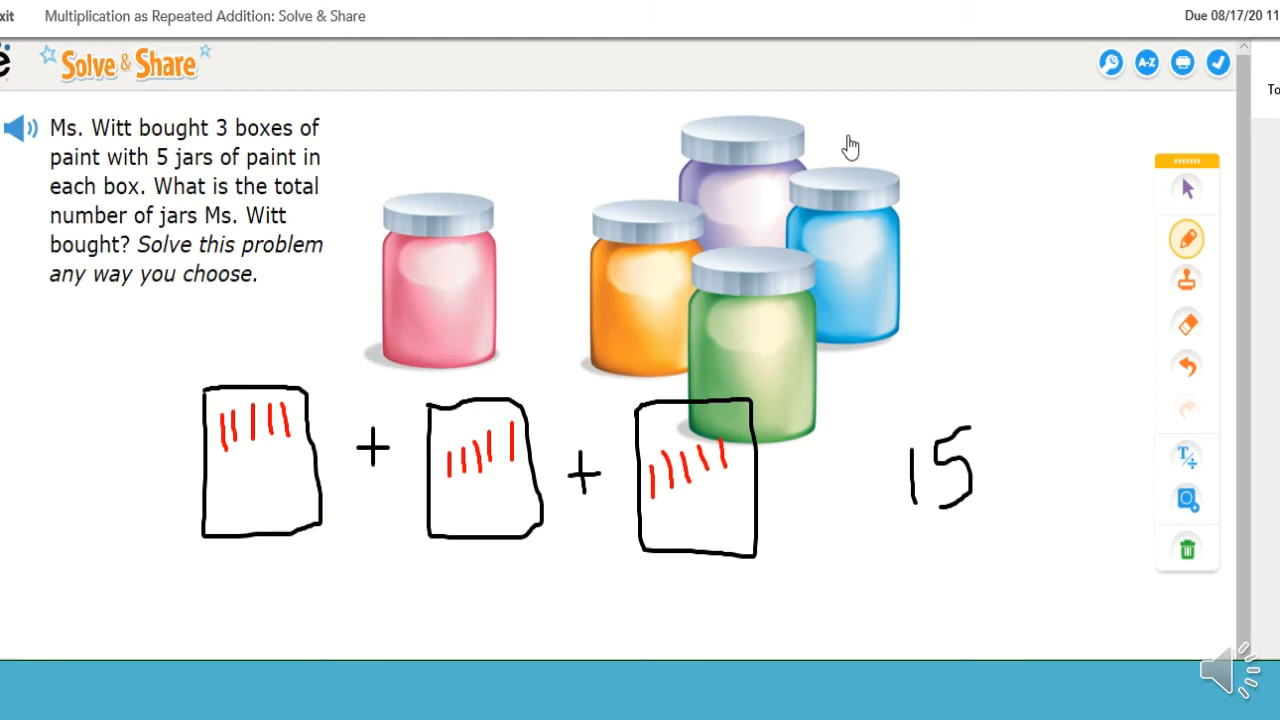 xit Multiplication as Repeated Addition: Solve & Share Due 08/17/20 11
e Solve & Share A-Z
To
Ms. Witt bought 3 boxes of
paint with 5 jars of paint in
each box. What is the total
number of jars Ms. Witt
bought? Solve this problem
any way you choose.
+ + 15
T